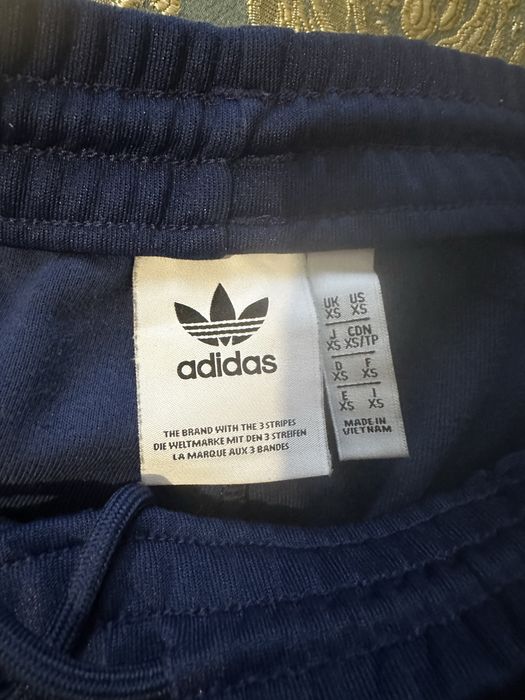 adidas
THE BRAND WITH THE 3 STRIPES
DIE WELTMARKE MIT DEN 3 STREIFEN
LA MARQUE AUX 3 BANDES
UK US
XS XS
J CDN
XS XS/TP
D F
XS XS
E I
XS XS
MADE IN
VIETNAM